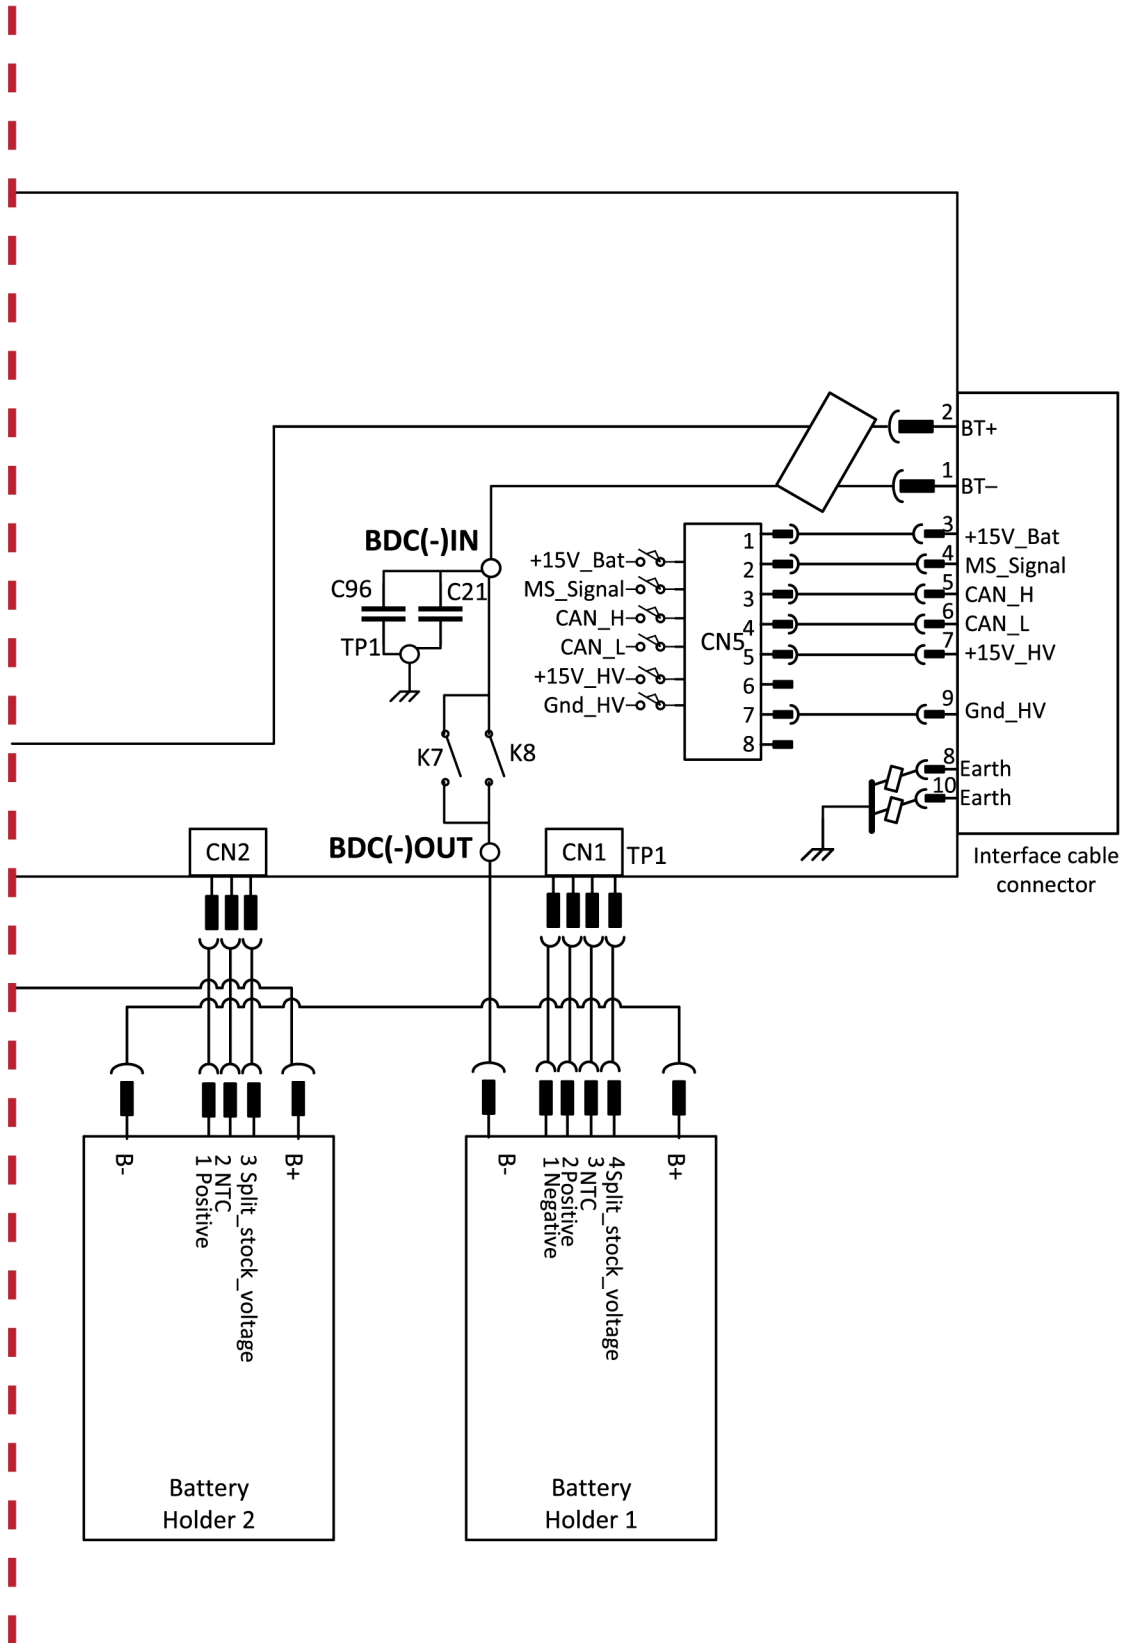 2
BT+
1
BT–
BDC(-)IN
3
+15V_Bat
1
+15V_Bat
4
MS_Signal
2
C96
C21
MS_Signal
5
CAN_H
3
CAN_H
6
CAN_L
4
CN5
TP1
CAN_L
7
+15V_HV
5
+15V_HV
6
9
Gnd_HV
Gnd_HV
7
K7
K8
8
8
Earth
10
Earth
CN2
BDC(-)OUT
CN1
TP1
Interface cable
connector
B-
1 Positive
2 NTC
3 Split_stock_voltage
B+
B-
1 Negative
2 Positive
3 NTC
4 Split_stock_voltage
B+
Battery
Holder 2
Battery
Holder 1